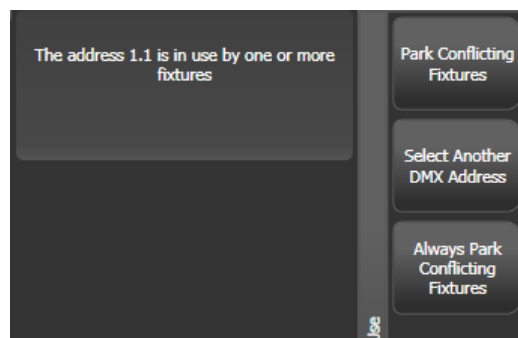 The address 1.1 is in use by one or more
fixtures
Park Conflicting
Fixtures
Select Another
DMX Address
Always Park
Conflicting
Fixtures
Use